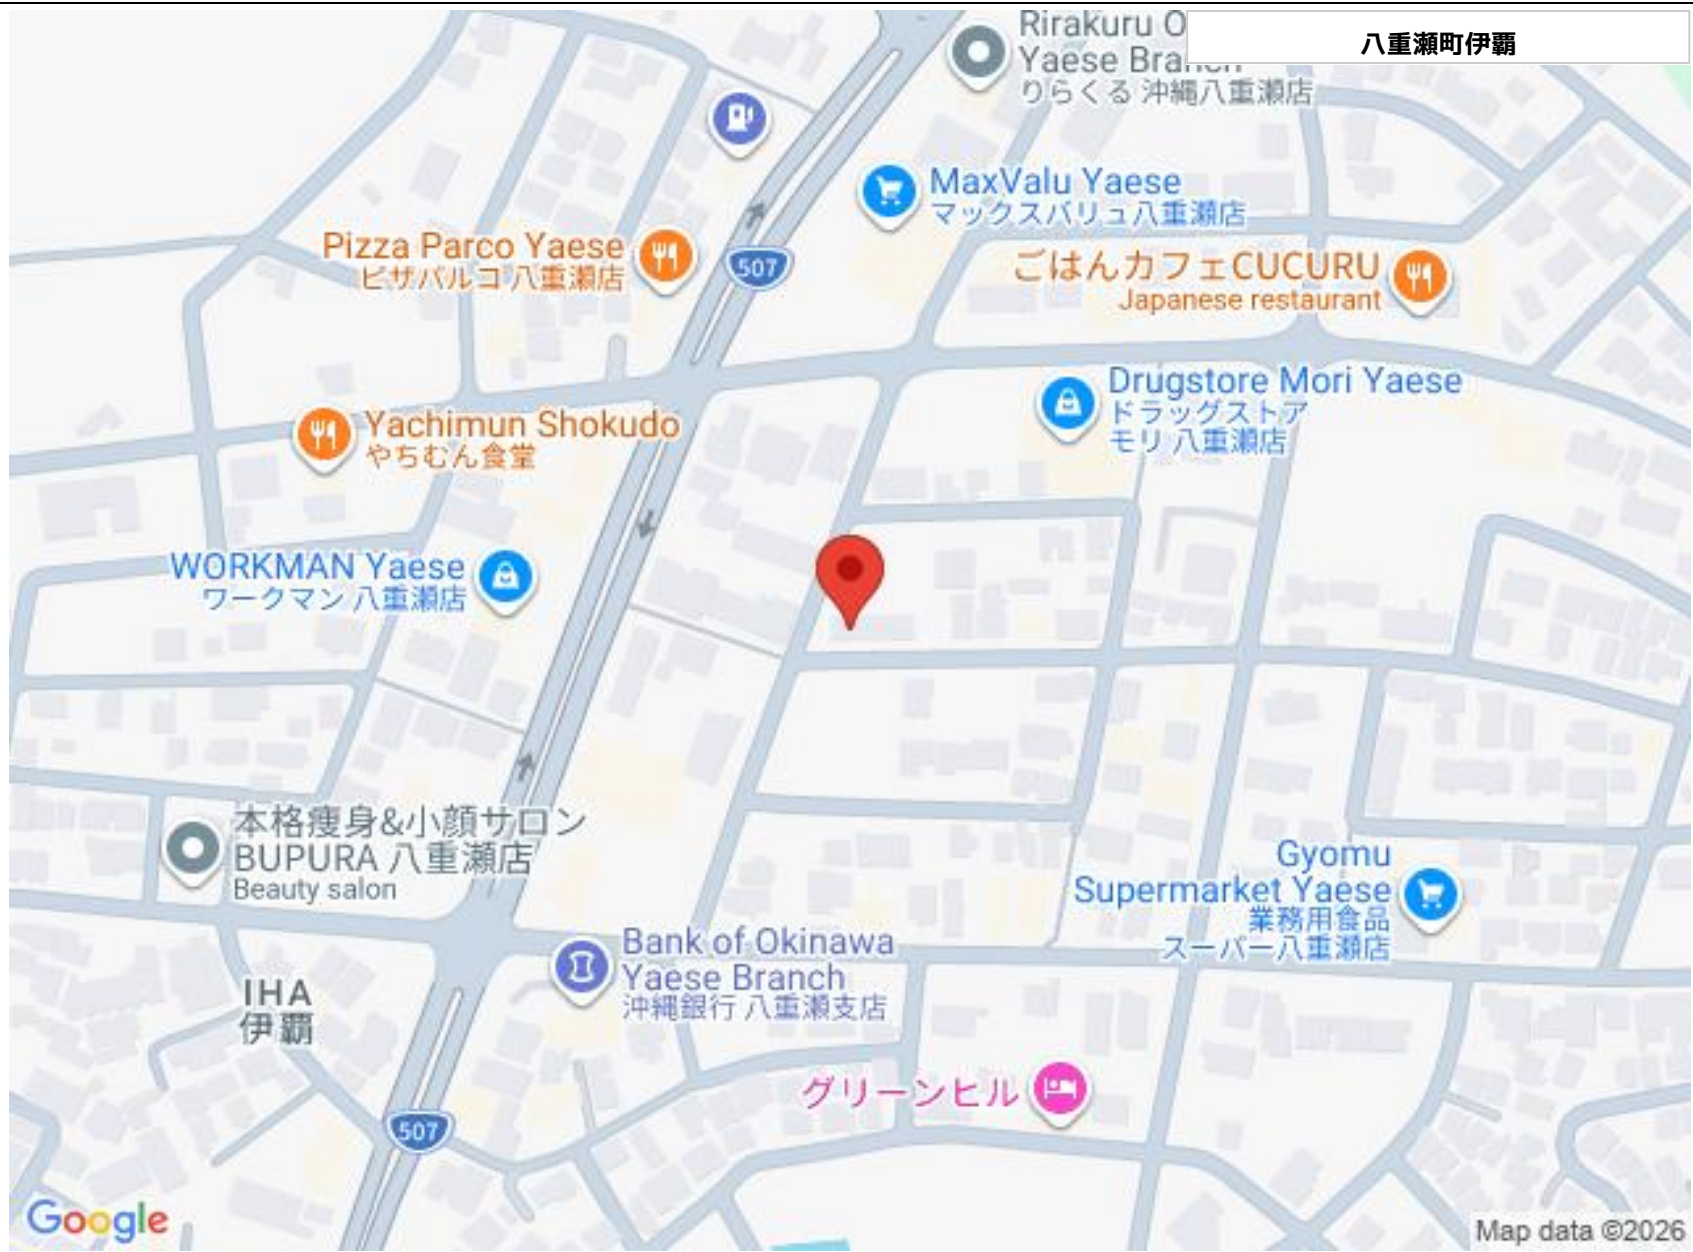 Rirakuru O
Yaese Branch
りらくる 沖縄八重瀬店
八重瀬町伊覇
MaxValu Yaese
マックスバリュ八重瀬店
Pizza Parco Yaese
ピザパルコ 八重瀬店
507
ごはんカフェCUCURU
Japanese restaurant
Drugstore Mori Yaese
ドラッグストア
モリ 八重瀬店
Yachimun Shokudo
やちむん食堂
WORKMAN Yaese
ワークマン 八重瀬店
本格痩身&小顔サロン
BUPURA 八重瀬店
Beauty salon
Gyomu
Supermarket Yaese
業務用食品
スーパー八重瀬店
Bank of Okinawa
Yaese Branch
沖縄銀行 八重瀬支店
IHA
伊覇
グリーンヒル
507
Google
Map data ©2026